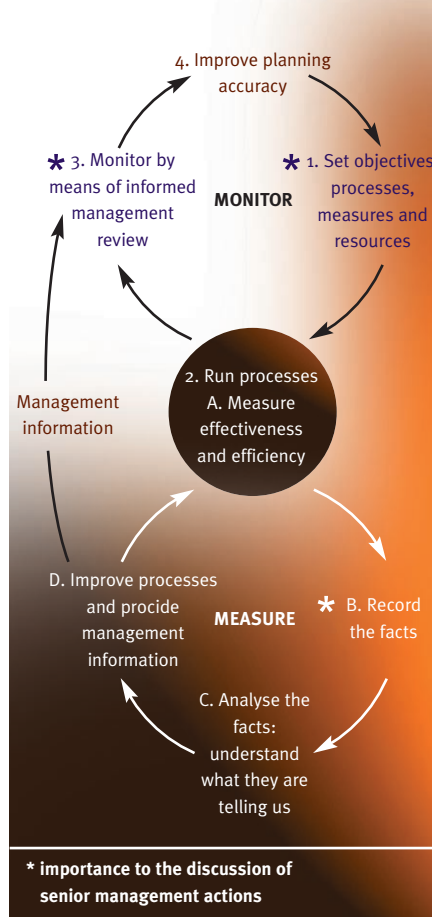 4. Improve planning
accuracy
* 3. Monitor by
means of informed
management
review
MONITOR
* 1. Set objectives,
processes,
measures and
resources
2. Run processes
A. Measure
effectiveness
and efficiency
Management
information
D. Improve processes
and procide
management
information
MEASURE
* B. Record
the facts
C. Analyse the
facts:
understand
what they are
telling us
* importance to the discussion of
senior management actions